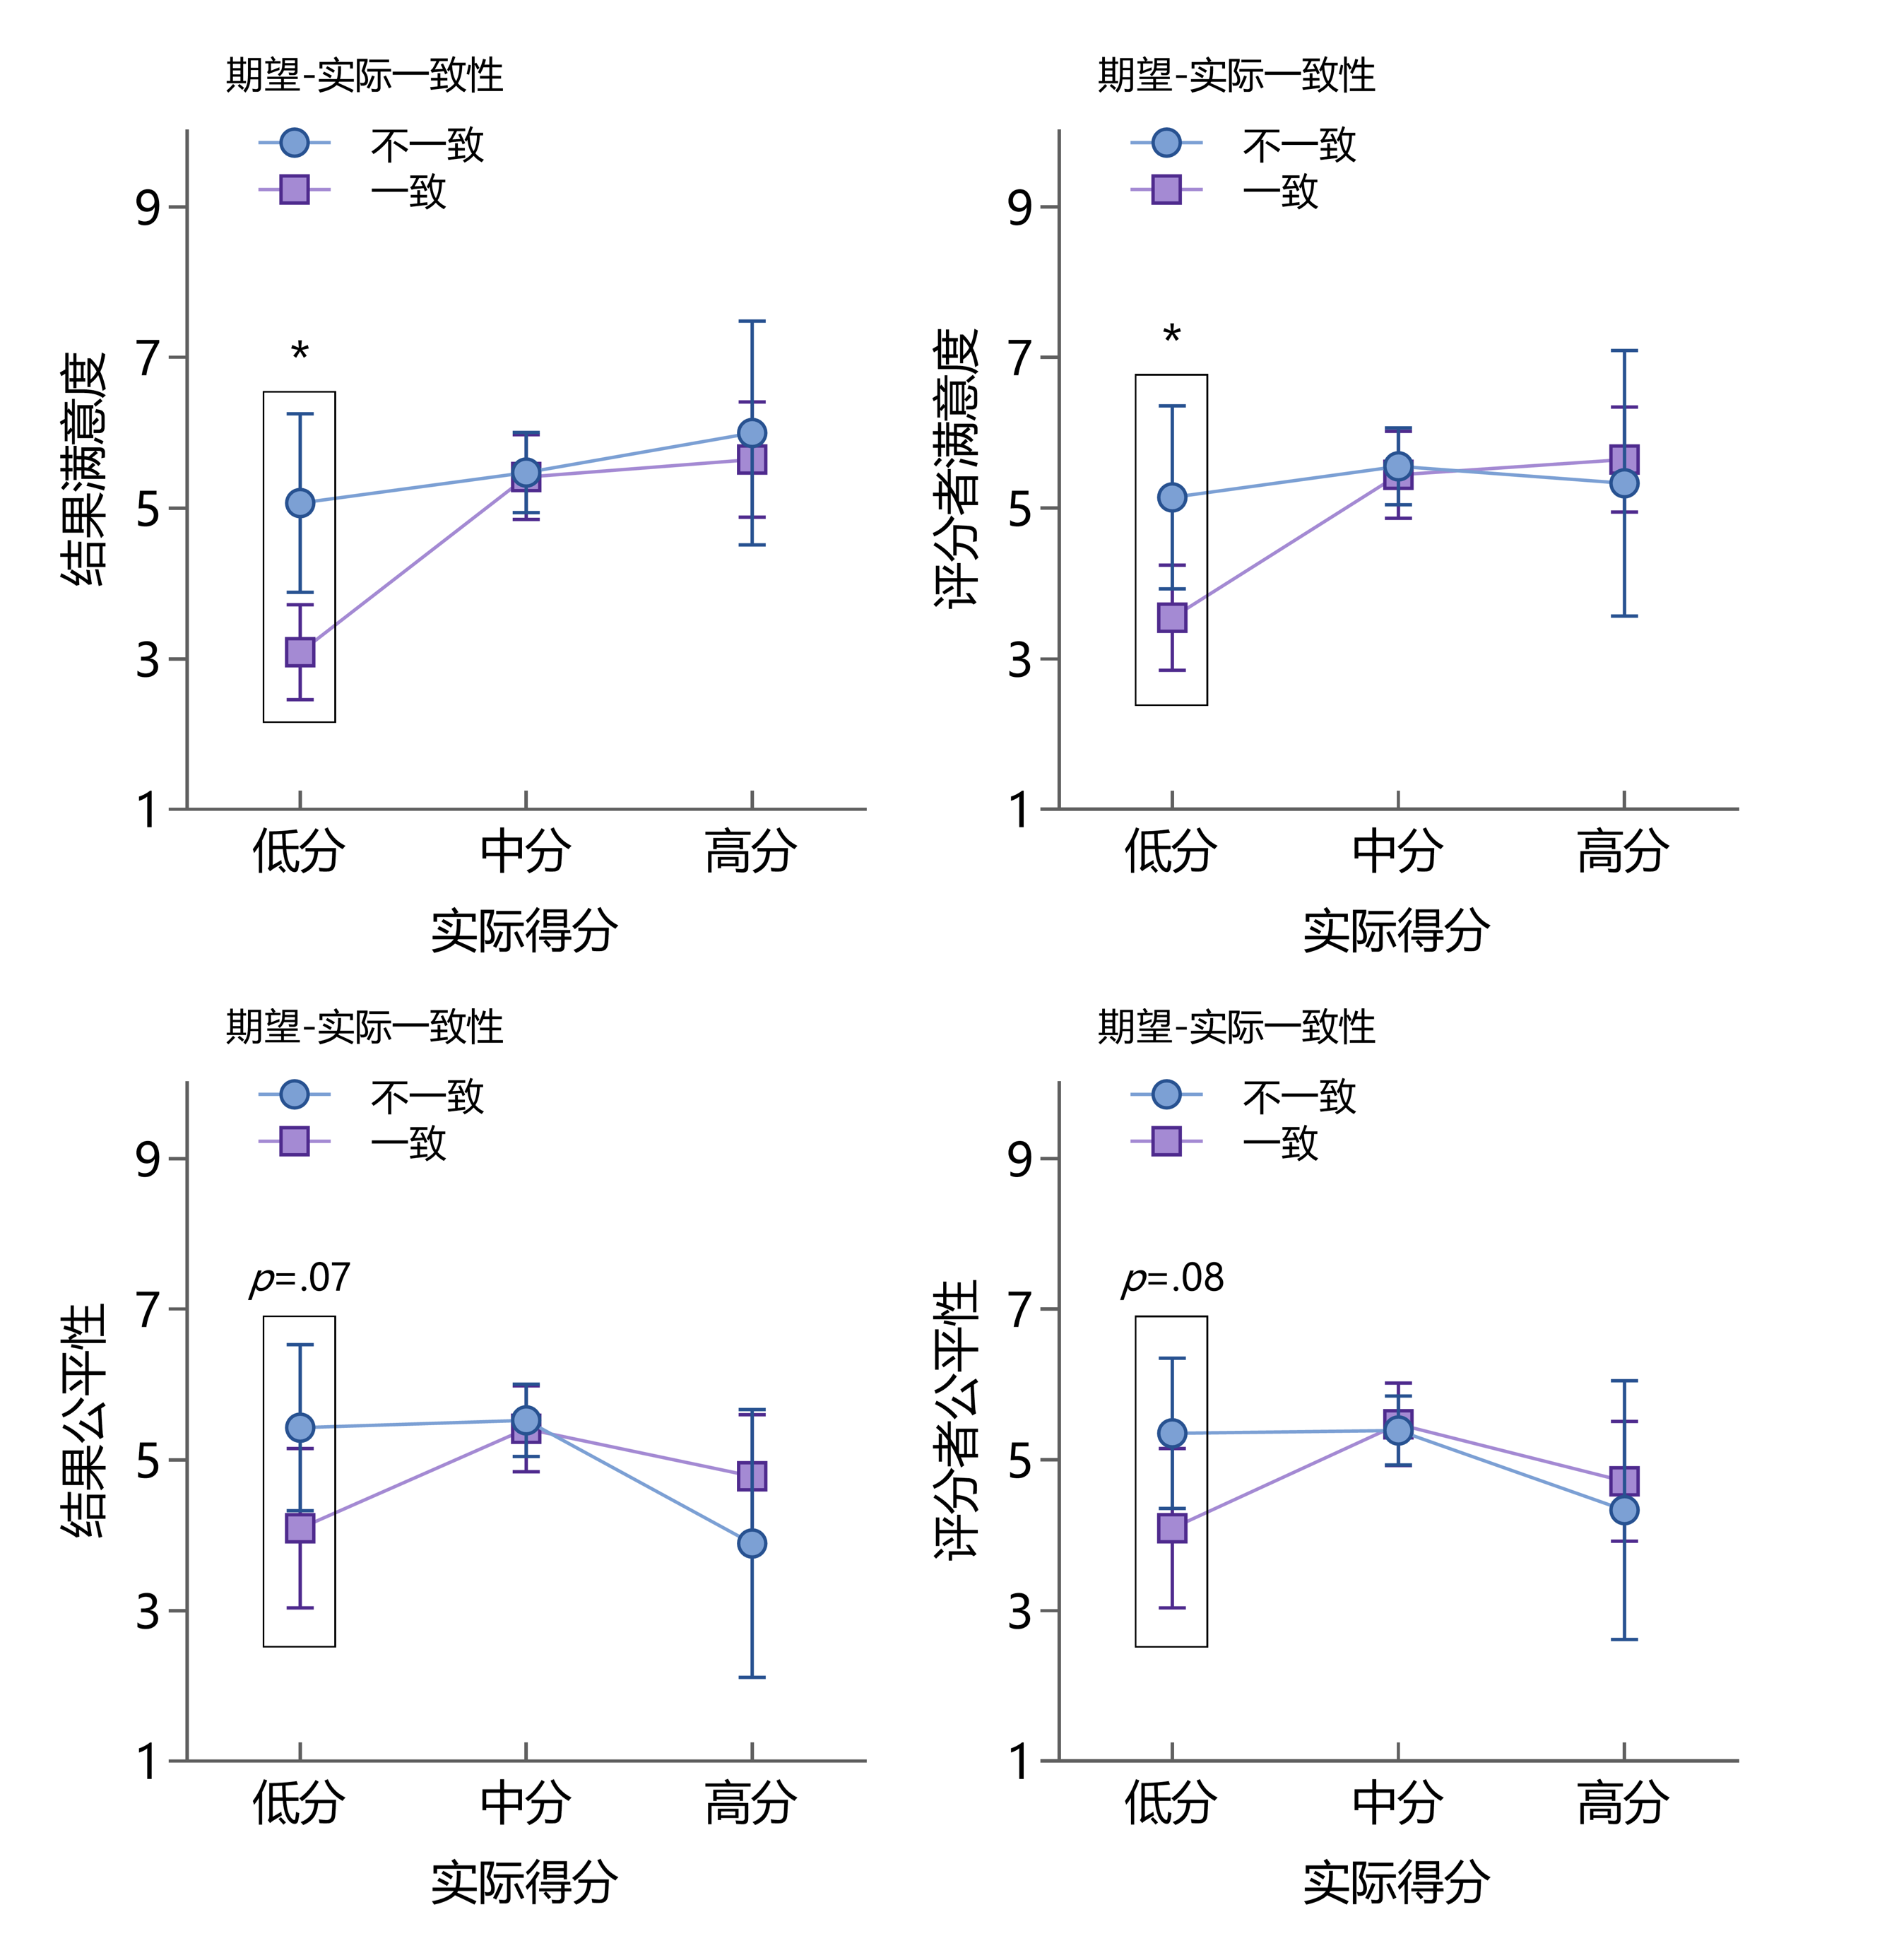 期望-实际一致性
不一致
一致
9
7
5
3
1
*
结果满意度
低分 中分 高分
实际得分
期望-实际一致性
不一致
一致
9
7
5
3
1
*
评分者满意度
低分 中分 高分
实际得分
期望-实际一致性
不一致
一致
9
7
5
3
1
p=.07
结果公平性
低分 中分 高分
实际得分
期望-实际一致性
不一致
一致
9
7
5
3
1
p=.08
评分者公平性
低分 中分 高分
实际得分